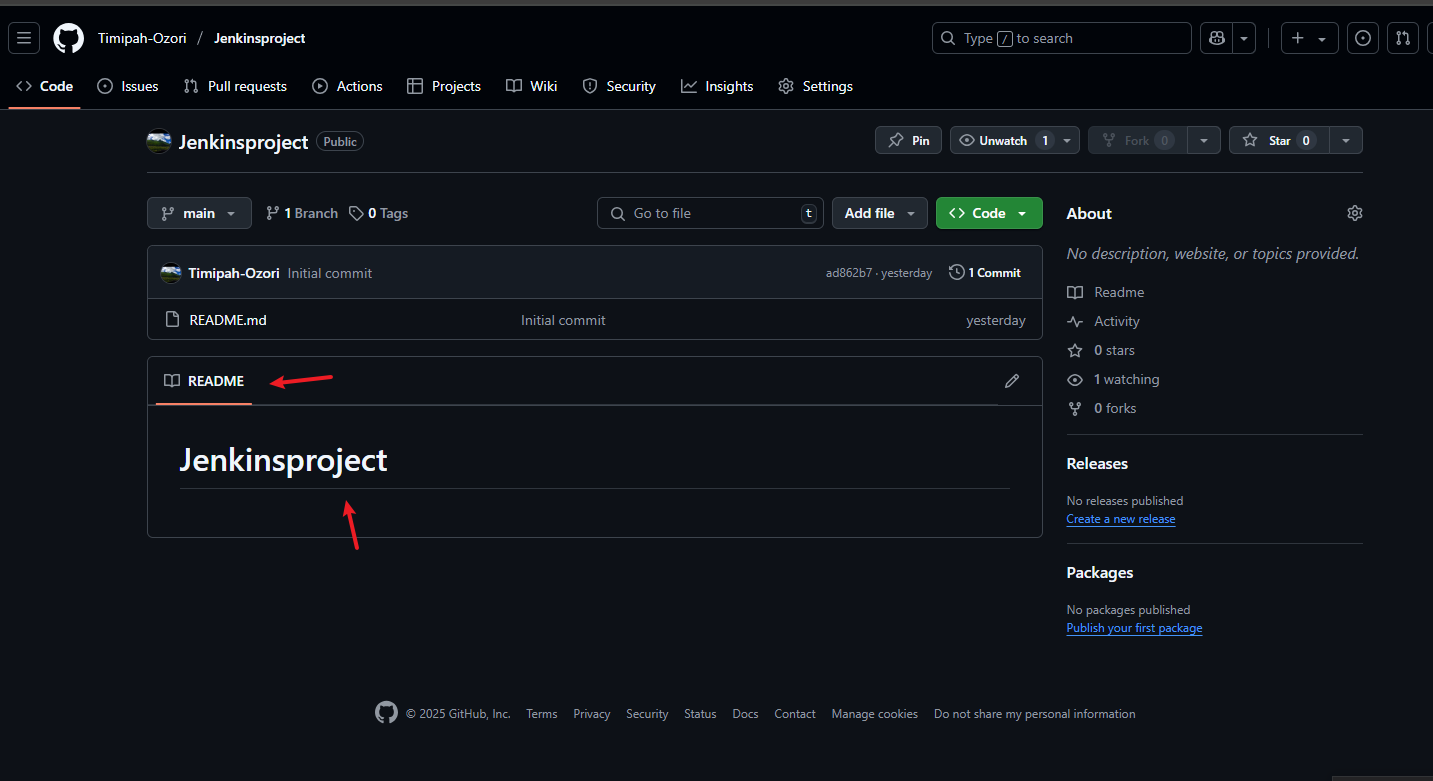 Timipah-Ozori / Jenkinsproject
Type / to search
Code Issues Pull requests Actions Projects Wiki Security Insights Settings
Jenkinsproject Public
Pin Unwatch 1 Fork 0 Star 0
main 1 Branch 0 Tags Go to file t Add file Code
Timipah-Ozori Initial commit ad862b7 · yesterday 1 Commit
README.md Initial commit yesterday
README
Jenkinsproject
About
No description, website, or topics provided.
Readme
Activity
0 stars
1 watching
0 forks
Releases
No releases published
Create a new release
Packages
No packages published
Publish your first package
© 2025 GitHub, Inc. Terms Privacy Security Status Docs Contact Manage cookies Do not share my personal information